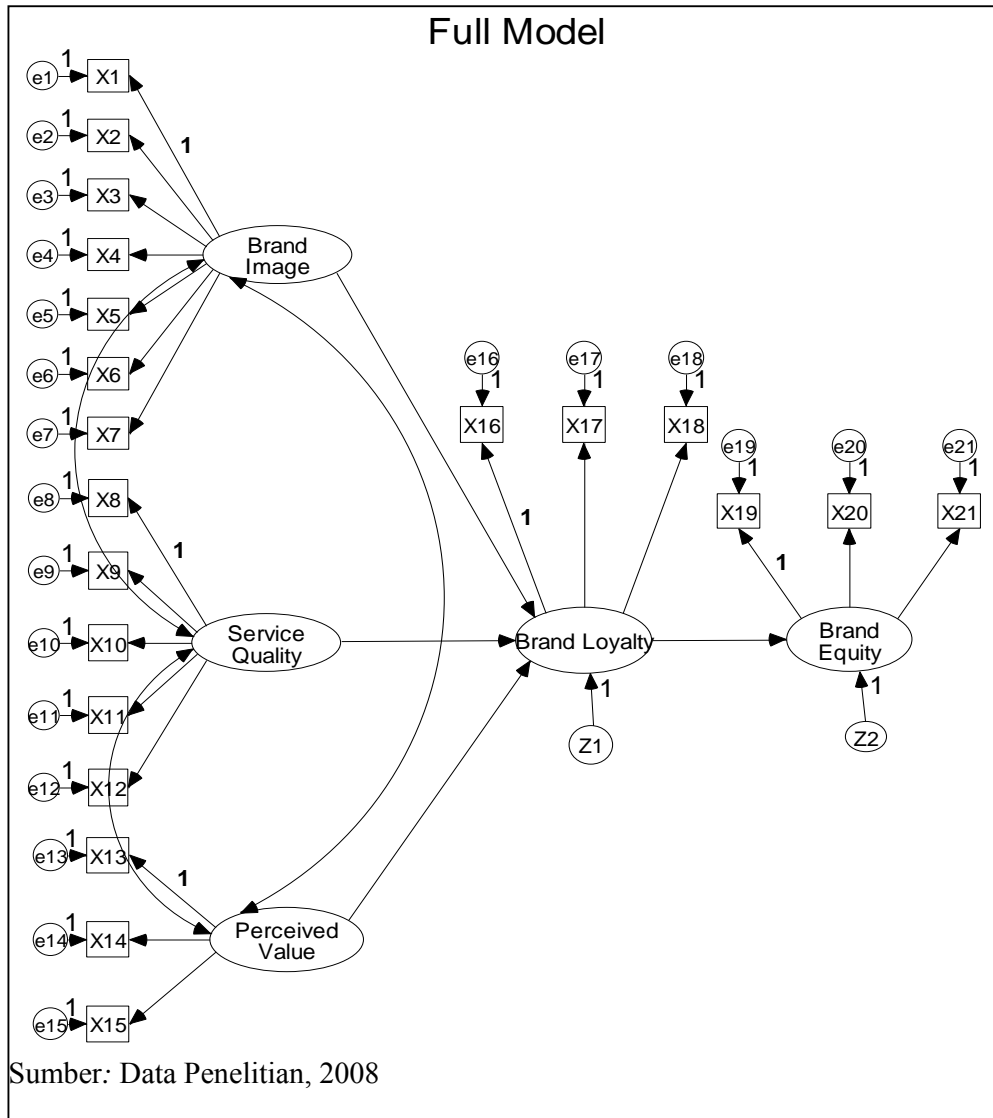 Full Model
e1 1 X1
1
e2 1 X2
e3 1 X3
e4 1 X4
Brand
Image
e5 1 X5
e6 1 X6
e7 1 X7
e8 1 X8
1
e9 1 X9
e10 1 X10
Service
Quality
e11 1 X11
e12 1 X12
e13 1 X13
1
e14 1 X14
Perceived
Value
e15 1 X15
e16 e17 e18
1 1 1
X16 X17 X18
1
Brand Loyalty
1
Z1
e19 e20 e21
1 1 1
X19 X20 X21
1
Brand
Equity
1
Z2
Sumber: Data Penelitian, 2008